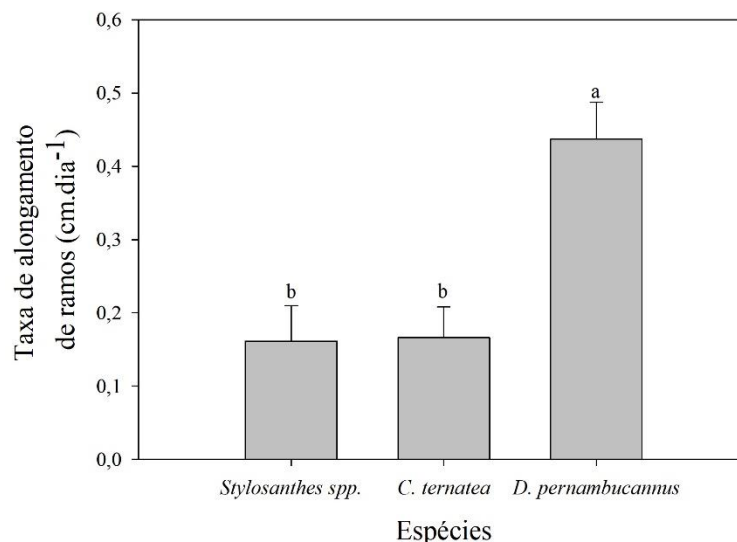 Taxa de alongamento
de ramos (cm.dia-1)
0,6
0,5
0,4
0,3
0,2
0,1
0,0
b
b
a
Stylosanthes spp.
C. ternatea
D. pernambucannus
Espécies